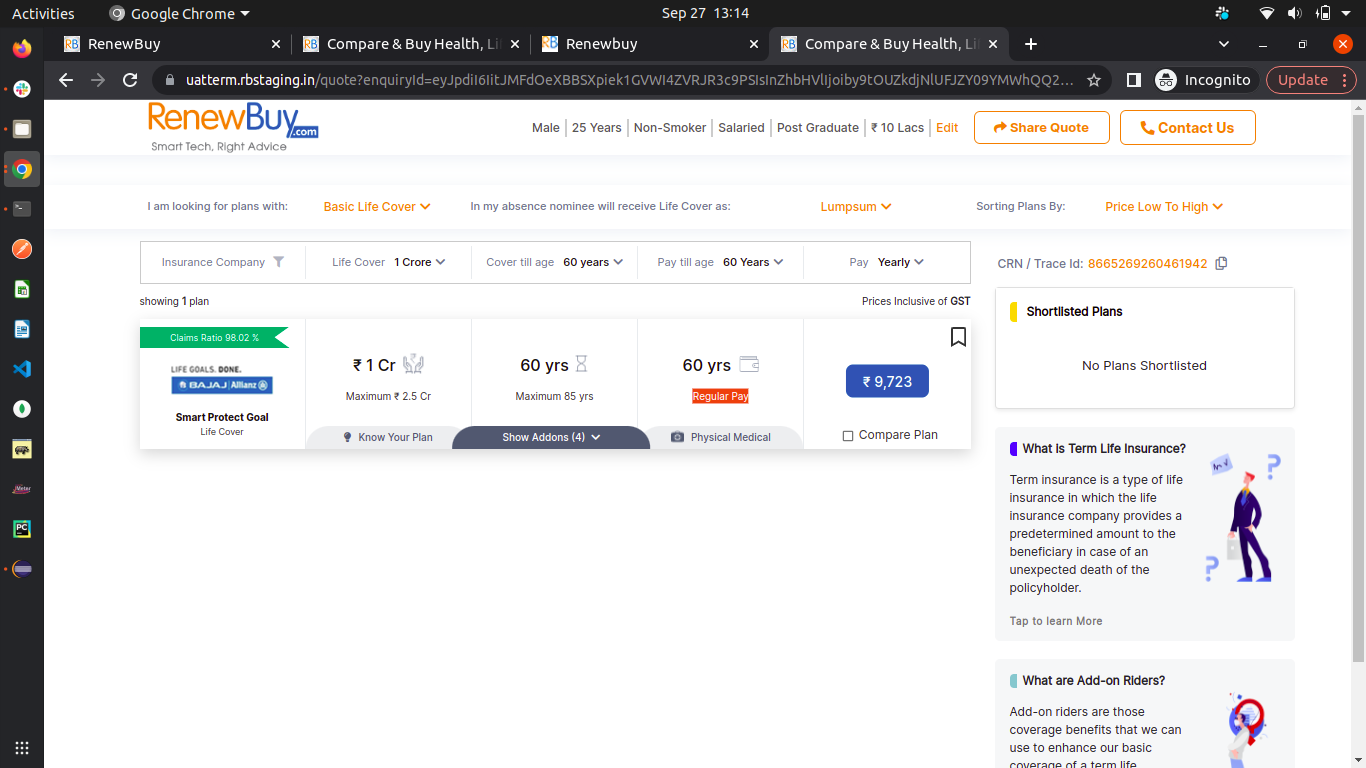 Activities
Google Chrome
Sep 27 13:14
RenewBuy
Compare & Buy Health, Li
Renewbuy
Compare & Buy Health, Li
uatterm.rbstaging.in/quote?enquiryId=eyJpdiI6IitJMFdOeXBBSXpiek1GVWI4ZVRJR3c9PSIsInZhbHVlIjoiby9tOUZkdjNlUFJZY09YMWhQQ2...
Incognito
Update
RenewBuy.com
Smart Tech, Right Advice
Male
25 Years
Non-Smoker
Salaried
Post Graduate
₹ 10 Lacs
Edit
Share Quote
Contact Us
I am looking for plans with:
Basic Life Cover
In my absence nominee will receive Life Cover as:
Lumpsum
Sorting Plans By:
Price Low To High
Insurance Company
Life Cover 1 Crore
Cover till age 60 years
Pay till age 60 Years
Pay Yearly
CRN / Trace Id: 8665269260461942
showing 1 plan
Prices Inclusive of GST
Claims Ratio 98.02 %
LIFE GOALS. DONE.
BAJAJ Allianz
Smart Protect Goal
Life Cover
₹ 1 Cr
Maximum ₹ 2.5 Cr
Know Your Plan
60 yrs
Maximum 85 yrs
Show Addons (4)
60 yrs
Regular Pay
Physical Medical
₹ 9,723
Compare Plan
Shortlisted Plans
No Plans Shortlisted
What Is Term Life Insurance?
Term insurance is a type of life
insurance in which the life
insurance company provides a
predetermined amount to the
beneficiary in case of an
unexpected death of the
policyholder.
Tap to learn More
What are Add-on Riders?
Add-on riders are those
coverage benefits that we can
use to enhance our basic
coverage of a term life